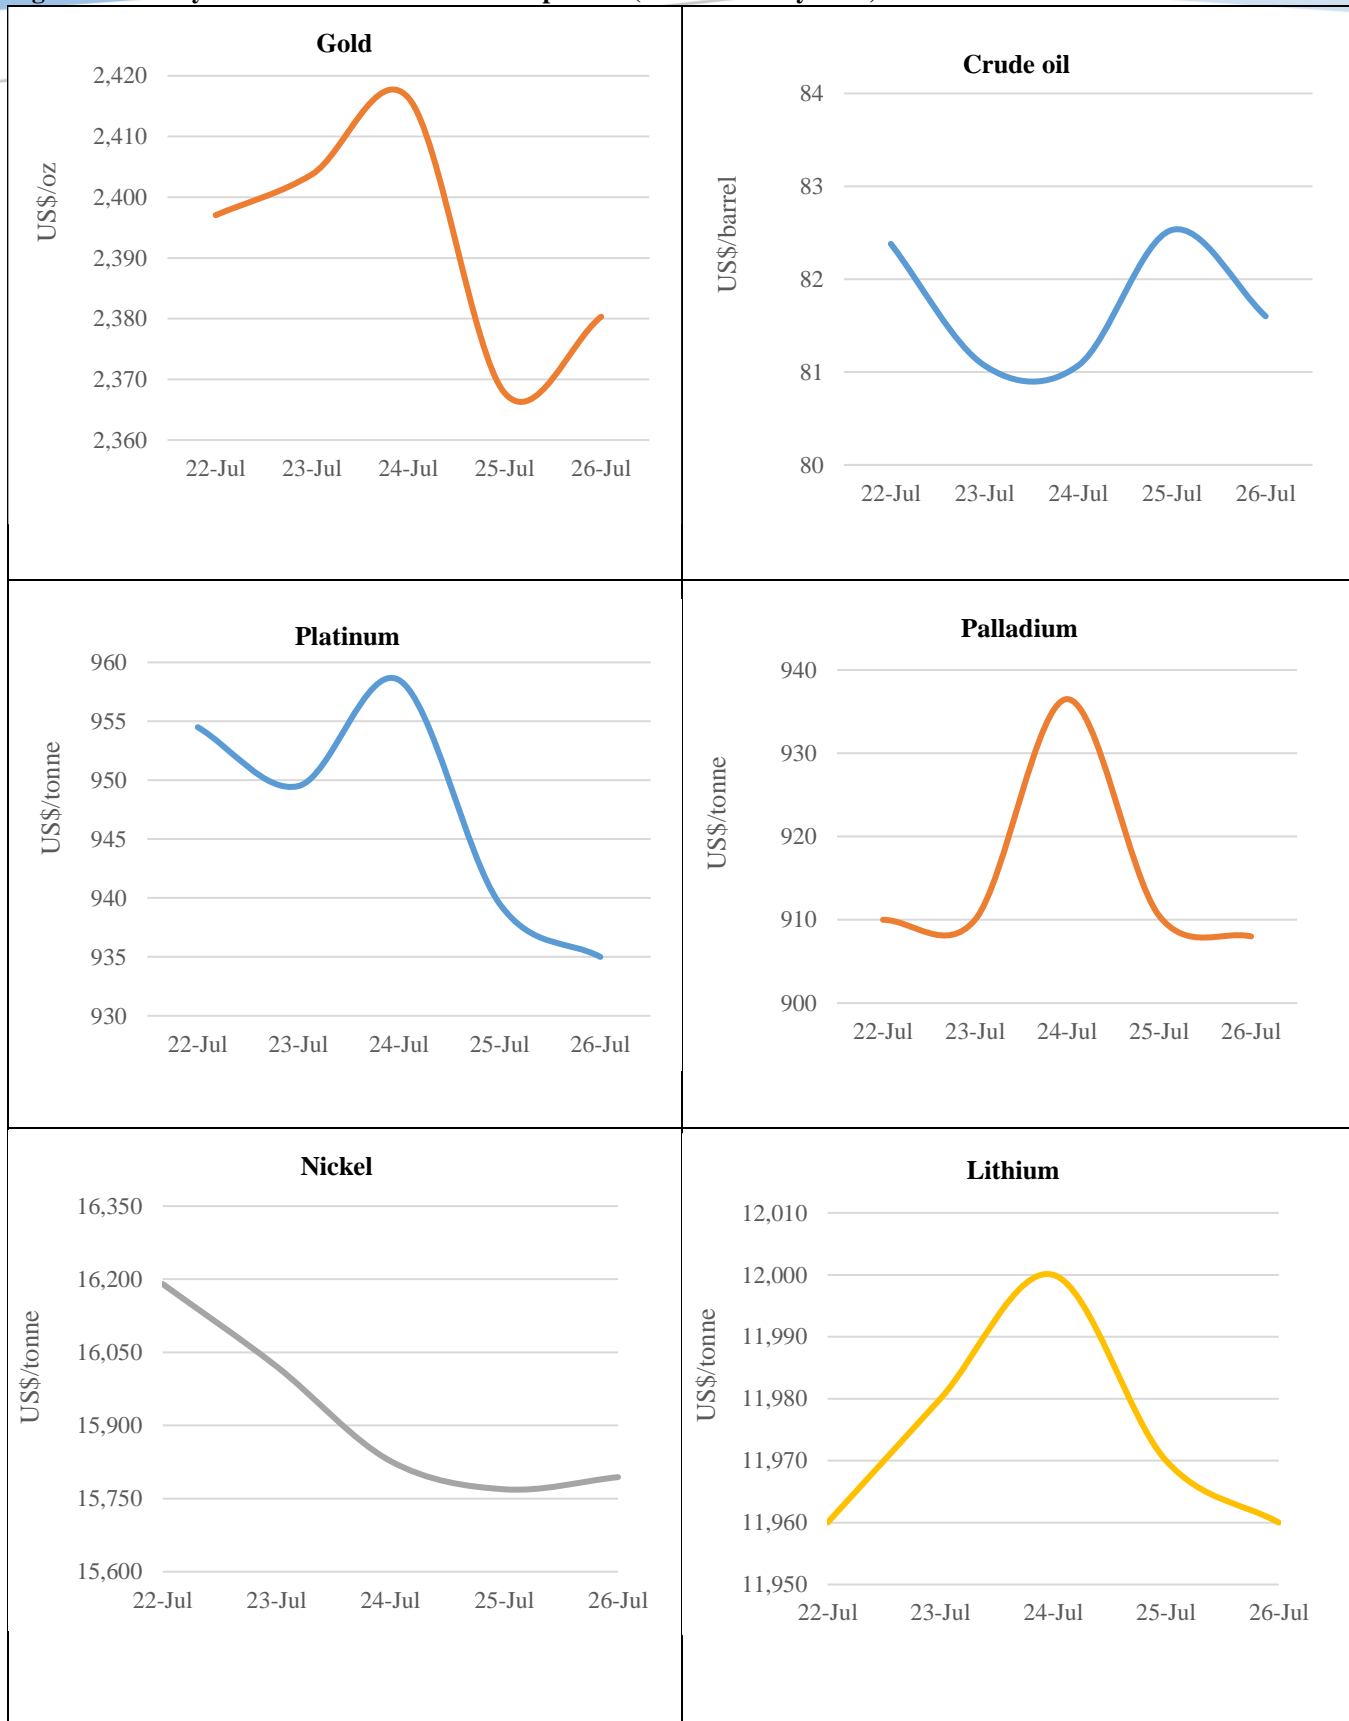 Gold
2,420
2,410
2,400
2,390
2,380
2,370
2,360
US$/oz
22-Jul 23-Jul 24-Jul 25-Jul 26-Jul
Crude oil
84
83
82
81
80
US$/barrel
22-Jul 23-Jul 24-Jul 25-Jul 26-Jul
Platinum
960
955
950
945
940
935
930
US$/tonne
22-Jul 23-Jul 24-Jul 25-Jul 26-Jul
Palladium
940
930
920
910
900
US$/tonne
22-Jul 23-Jul 24-Jul 25-Jul 26-Jul
Nickel
16,350
16,200
16,050
15,900
15,750
15,600
US$/tonne
22-Jul 23-Jul 24-Jul 25-Jul 26-Jul
Lithium
12,010
12,000
11,990
11,980
11,970
11,960
11,950
US$/tonne
22-Jul 23-Jul 24-Jul 25-Jul 26-Jul